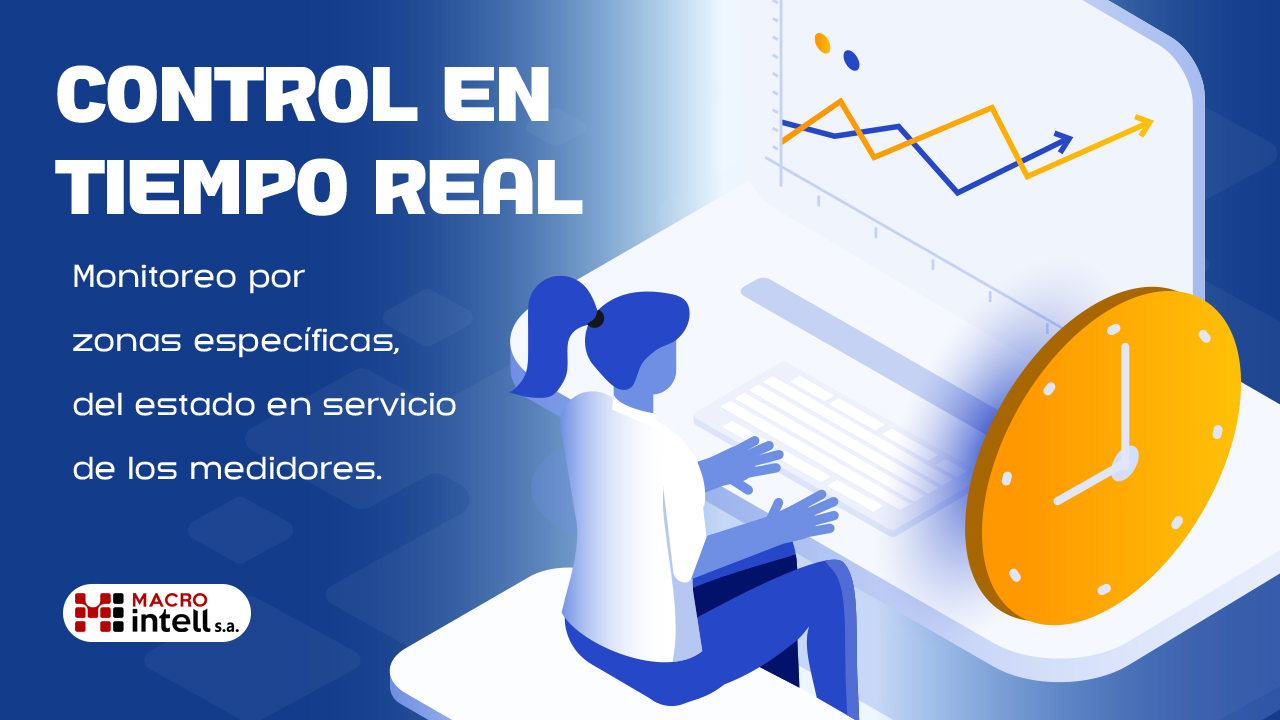 CONTROL EN
TIEMPO REAL
Monitoreo por
zonas específicas,
del estado en servicio
de los medidores.
MACRO
intell s.a.